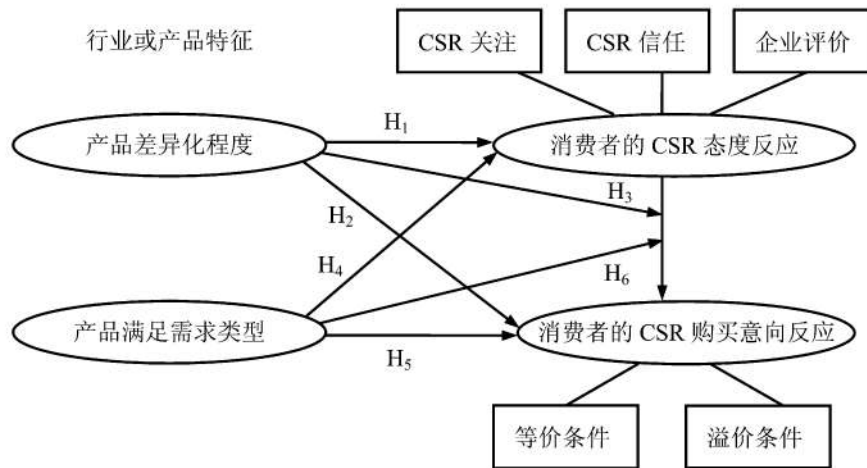 行业或产品特征
CSR 关注
CSR 信任
企业评价
产品差异化程度
H₁
消费者的 CSR 态度反应
H₃
H₂
H₄
H₆
产品满足需求类型
消费者的 CSR 购买意向反应
H₅
等价条件
溢价条件